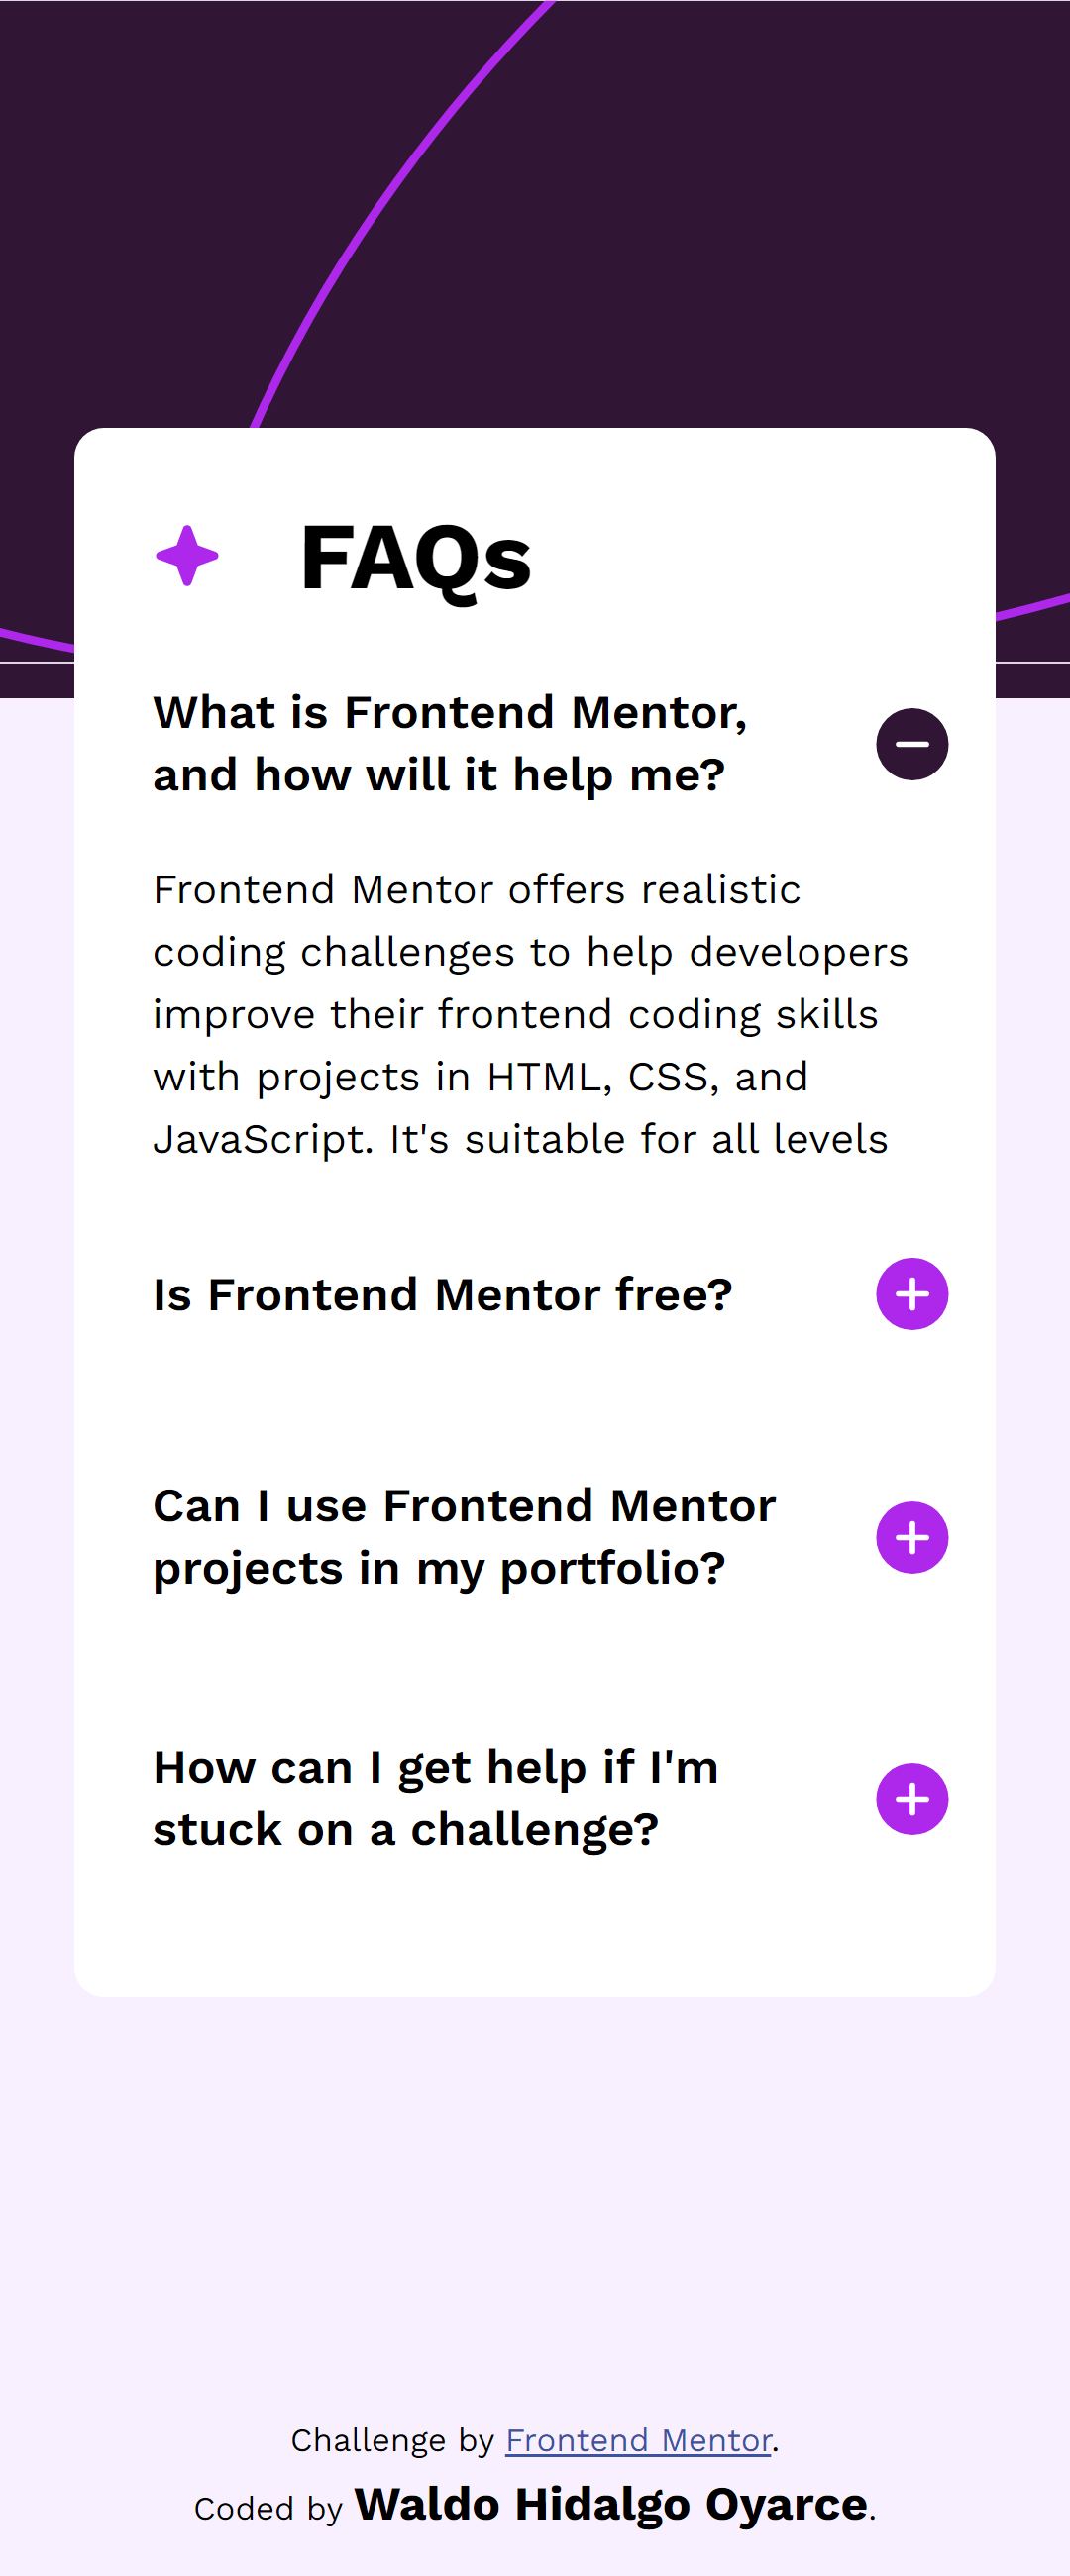 FAQs
What is Frontend Mentor,
and how will it help me?
Frontend Mentor offers realistic
coding challenges to help developers
improve their frontend coding skills
with projects in HTML, CSS, and
JavaScript. It's suitable for all levels
Is Frontend Mentor free?
Can I use Frontend Mentor
projects in my portfolio?
How can I get help if I'm
stuck on a challenge?
Challenge by Frontend Mentor.
Coded by Waldo Hidalgo Oyarce.